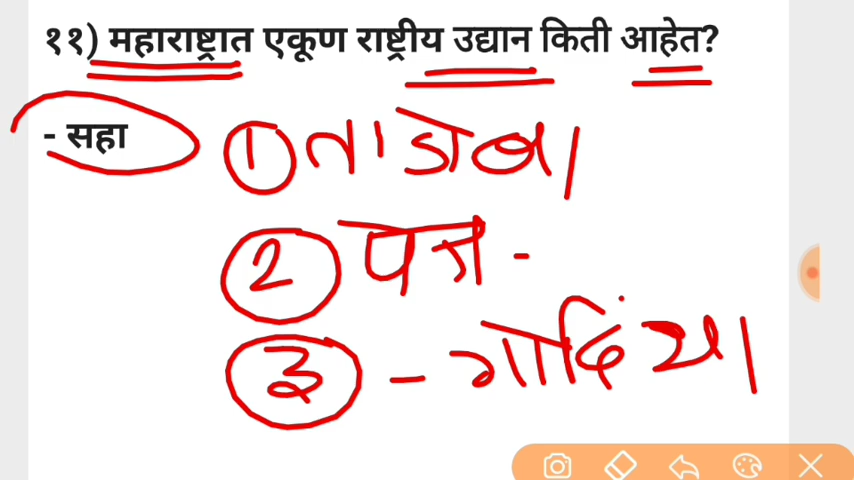 ११) महाराष्ट्रात एकूण राष्ट्रीय उद्यान किती आहेत?
- सहा
① ताडोबा
②
③ - गोंदिया